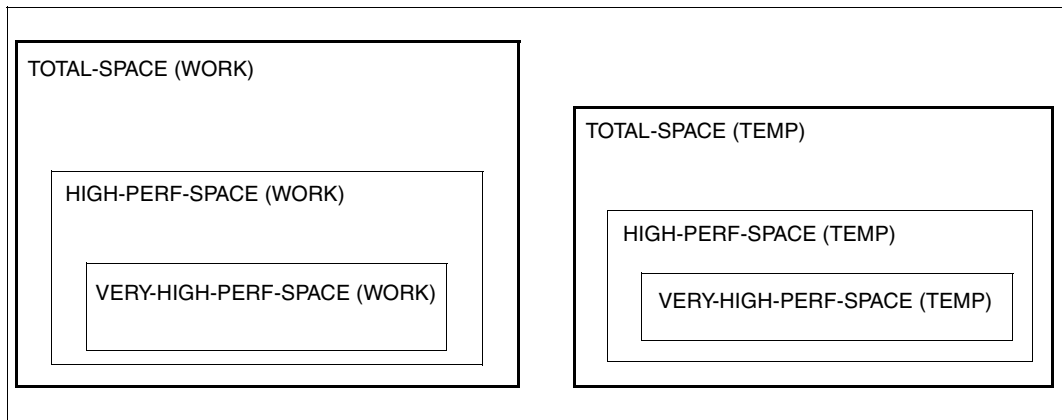 TOTAL-SPACE (WORK)
HIGH-PERF-SPACE (WORK)
VERY-HIGH-PERF-SPACE (WORK)
TOTAL-SPACE (TEMP)
HIGH-PERF-SPACE (TEMP)
VERY-HIGH-PERF-SPACE (TEMP)